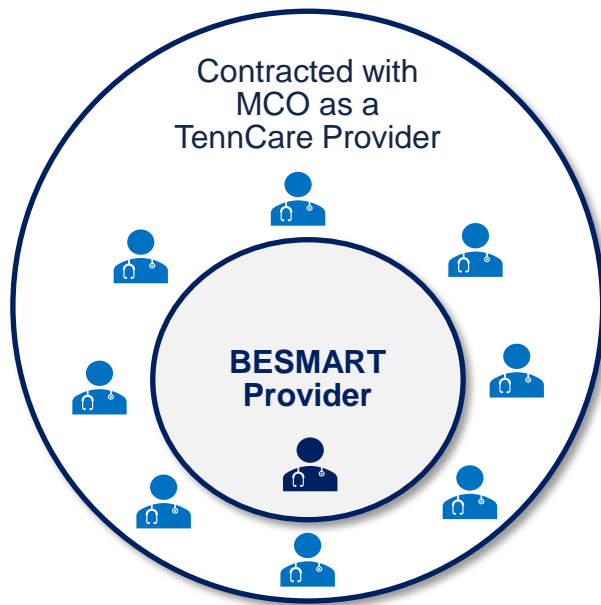 Contracted with
MCO as a
TennCare Provider
BESMART
Provider